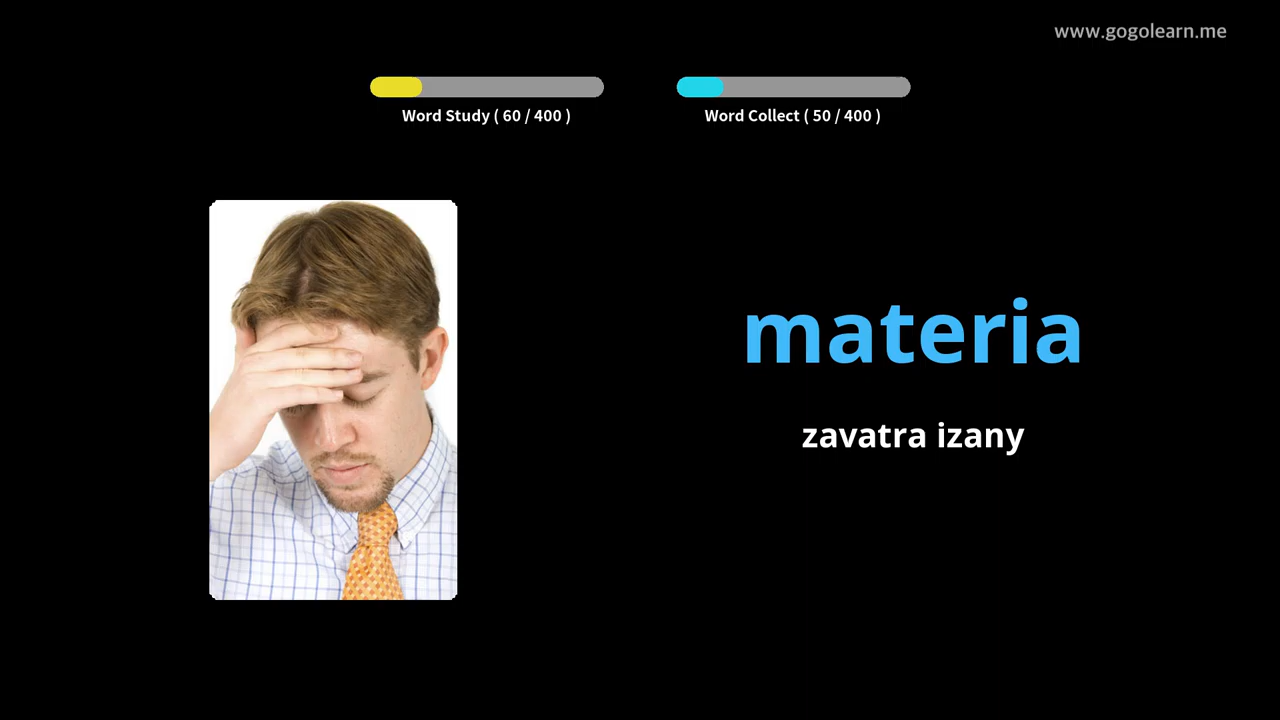 www.gogolearn.me
Word Study ( 60 / 400 )
Word Collect ( 50 / 400 )
materia
zavatra izany